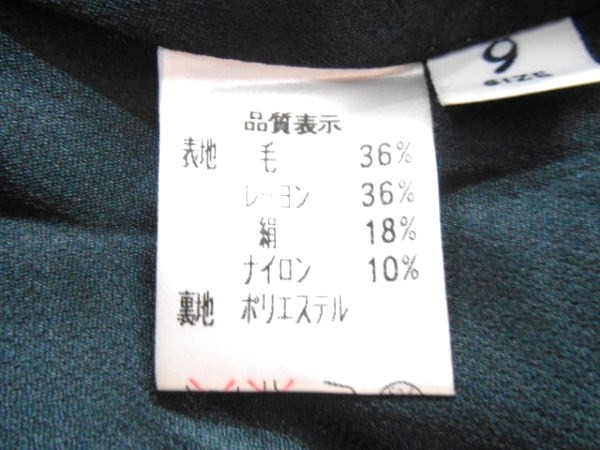 9
SIZE
品質表示
表地 毛 36%
レーヨン 36%
絹 18%
ナイロン 10%
裏地 ポリエステル